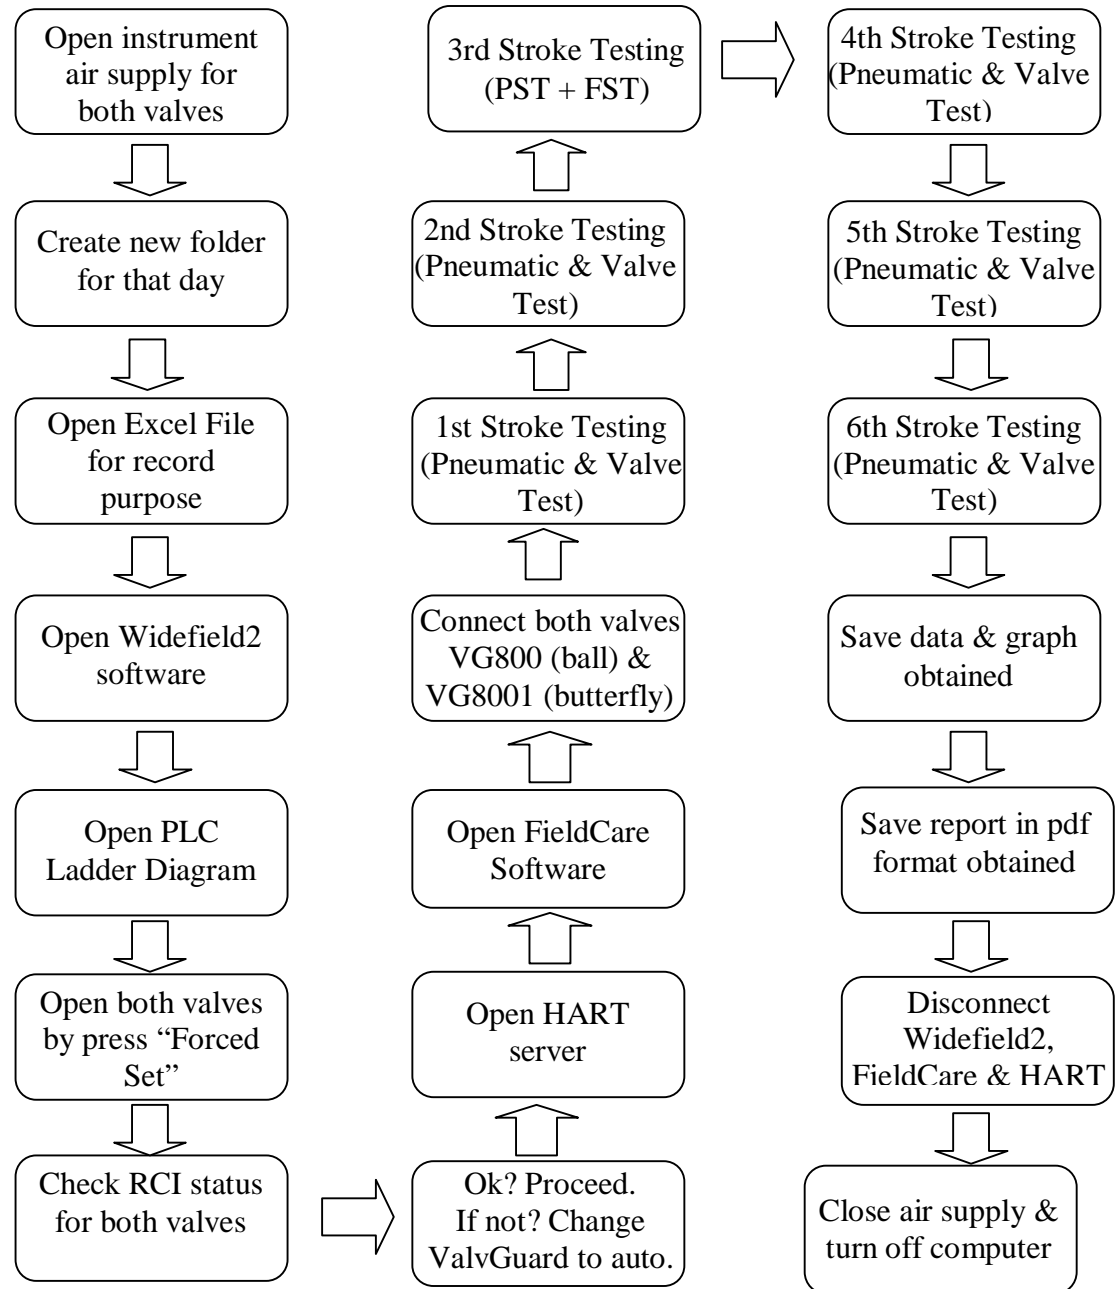 Open instrument
air supply for
both valves
Create new folder
for that day
Open Excel File
for record
purpose
Open Widefield2
software
Open PLC
Ladder Diagram
Open both valves
by press “Forced
Set”
Check RCI status
for both valves
Ok? Proceed.
If not? Change
ValvGuard to auto.
Open HART
server
Open FieldCare
Software
Connect both valves
VG800 (ball) &
VG8001 (butterfly)
1st Stroke Testing
(Pneumatic & Valve
Test)
2nd Stroke Testing
(Pneumatic & Valve
Test)
3rd Stroke Testing
(PST + FST)
4th Stroke Testing
(Pneumatic & Valve
Test)
5th Stroke Testing
(Pneumatic & Valve
Test)
6th Stroke Testing
(Pneumatic & Valve
Test)
Save data & graph
obtained
Save report in pdf
format obtained
Disconnect
Widefield2,
FieldCare & HART
Close air supply &
turn off computer